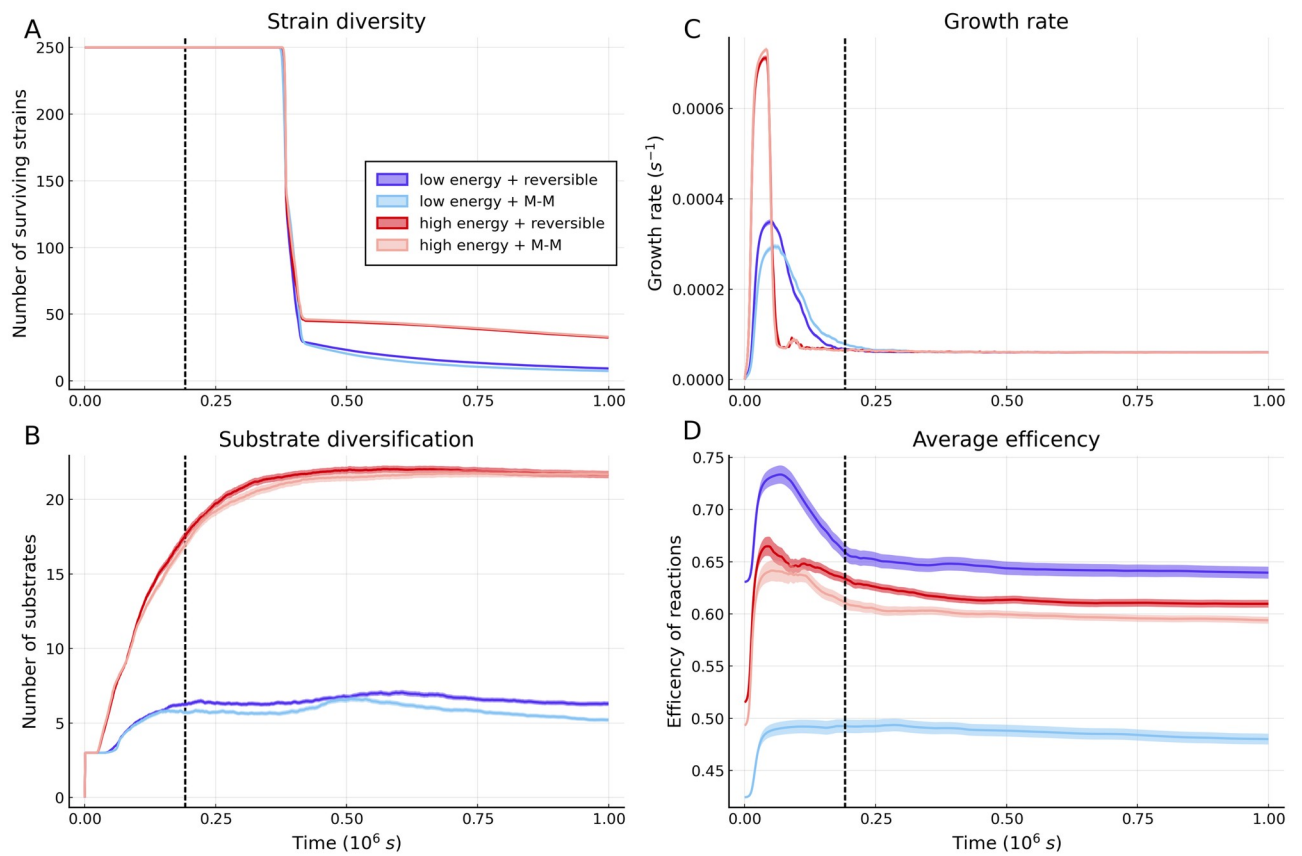 A
Strain diversity
Number of surviving strains
250
200
150
100
50
0
0.00
0.25
0.50
0.75
1.00
low energy + reversible
low energy + M-M
high energy + reversible
high energy + M-M
C
Growth rate
Growth rate (s⁻¹)
0.0006
0.0004
0.0002
0.0000
0.00
0.25
0.50
0.75
1.00
B
Substrate diversification
Number of substrates
20
15
10
5
0
0.00
0.25
0.50
0.75
1.00
Time (10⁶ s)
D
Average efficency
Efficency of reactions
0.75
0.70
0.65
0.60
0.55
0.50
0.45
0.00
0.25
0.50
0.75
1.00
Time (10⁶ s)